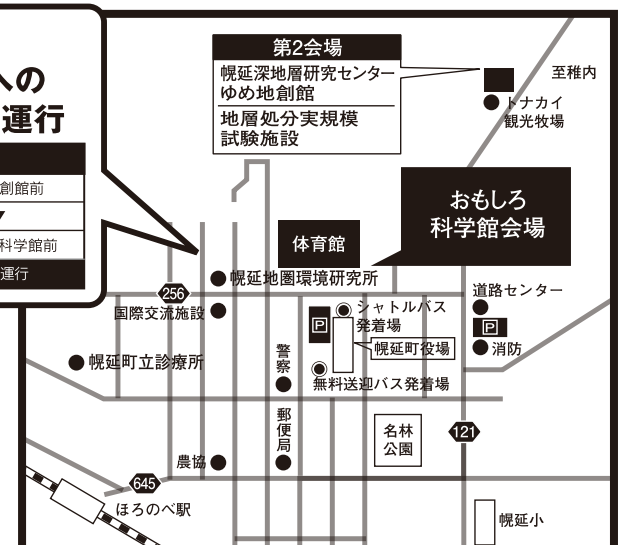 への
運行
創館前
科学館前
運行
第2会場
幌延深地層研究センター
ゆめ地創館
地層処分実規模
試験施設
至稚内
トナカイ
観光牧場
おもしろ
科学館会場
体育館
幌延地圏環境研究所
256
国際交流施設
P
シャトルバス
発着場
幌延町役場
道路センター
P
消防
幌延町立診療所
警察
無料送迎バス発着場
郵便局
名林
公園
121
農協
645
ほろのべ駅
幌延小